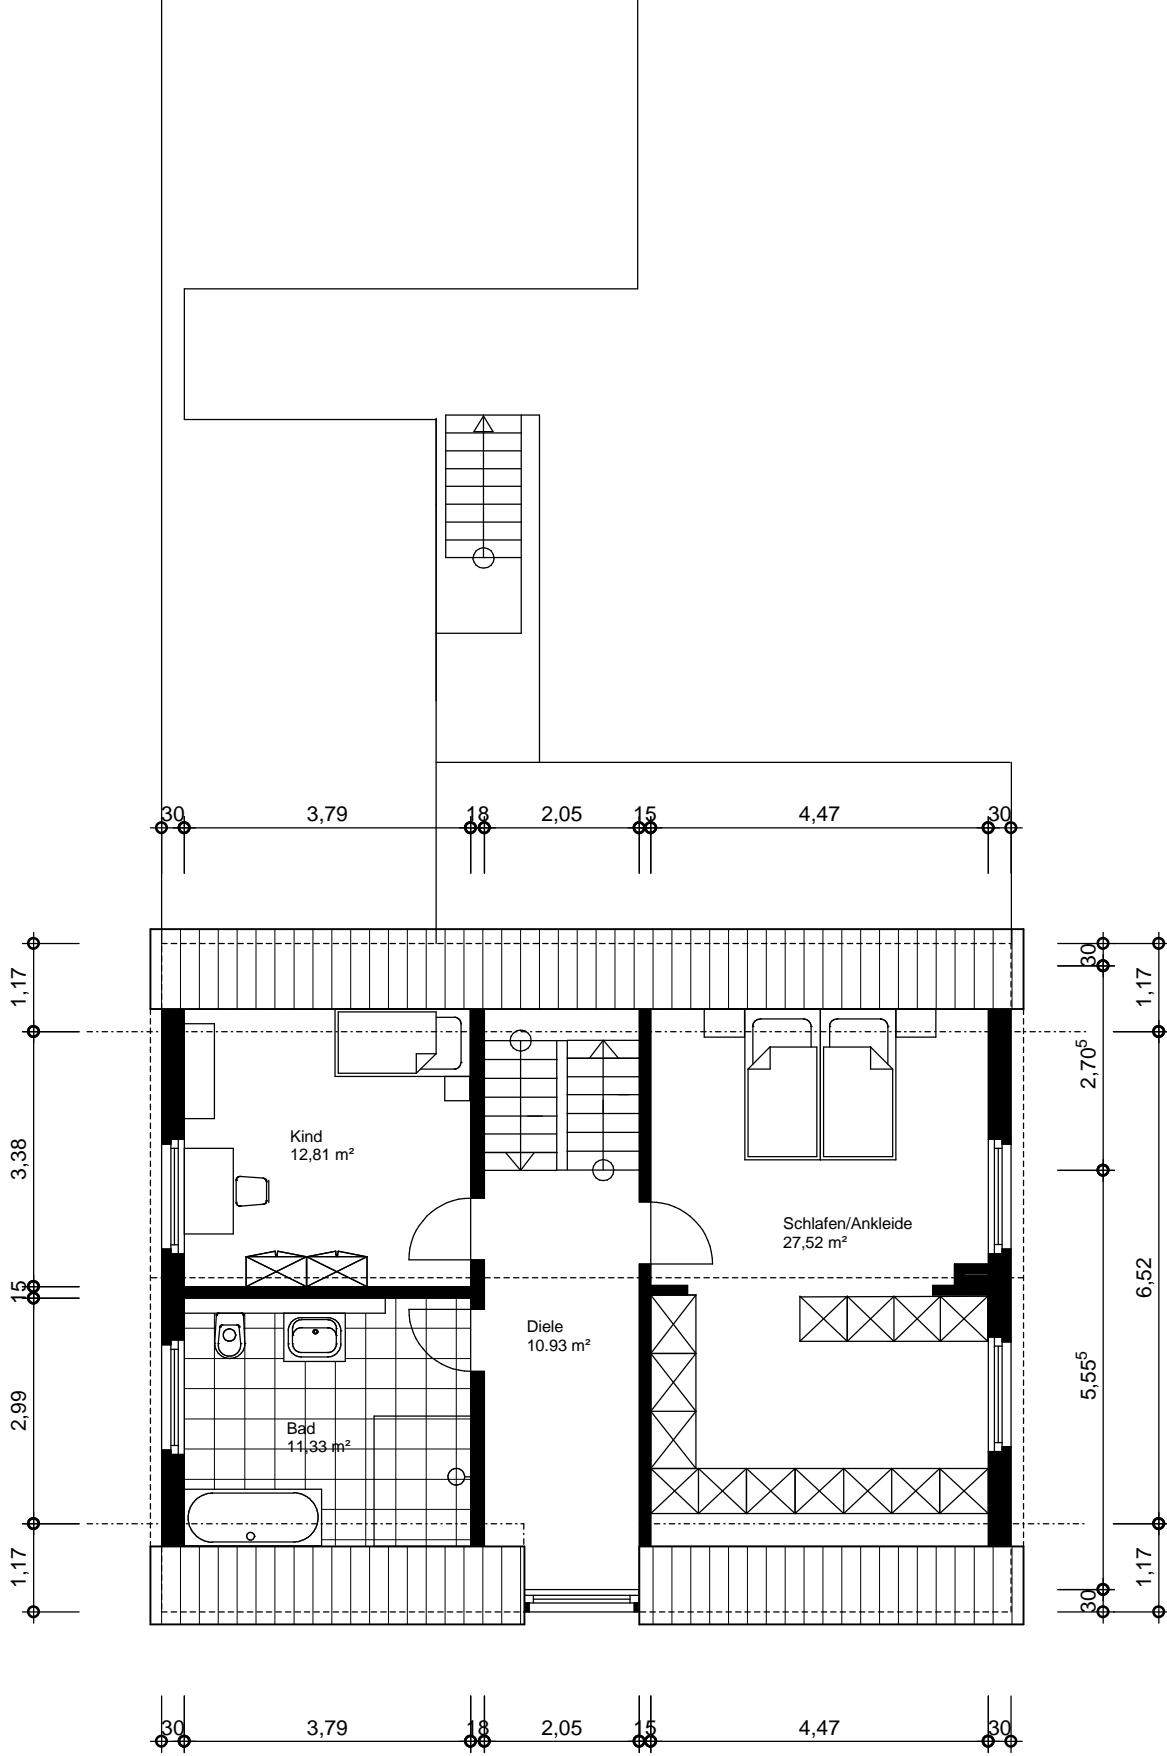 30 3,79 18 2,05 15 4,47 30
1,17
3,38
15
2,99
1,17
30
2,70⁵
5,55⁵
30
1,17
6,52
1,17
Kind
12,81 m²
Schlafen/Ankleide
27,52 m²
Diele
10.93 m²
Bad
11,33 m²
30 3,79 18 2,05 15 4,47 30